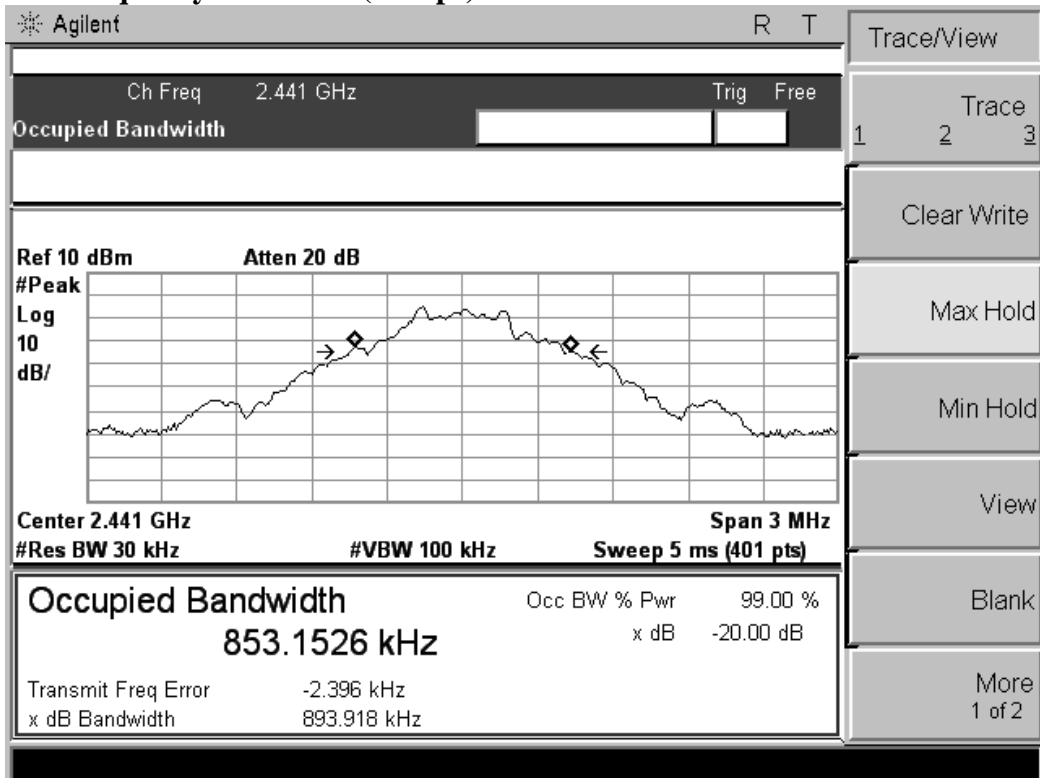 Agilent R T
Trace/View
Ch Freq 2.441 GHz Trig Free
Occupied Bandwidth
Trace
1 2 3
Clear Write
Ref 10 dBm Atten 20 dB
#Peak
Log
10
dB/
Max Hold
Min Hold
View
Center 2.441 GHz Span 3 MHz
#Res BW 30 kHz #VBW 100 kHz Sweep 5 ms (401 pts)
Occupied Bandwidth Occ BW % Pwr 99.00 %
853.1526 kHz x dB -20.00 dB
Blank
Transmit Freq Error -2.396 kHz
x dB Bandwidth 893.918 kHz
More
1 of 2